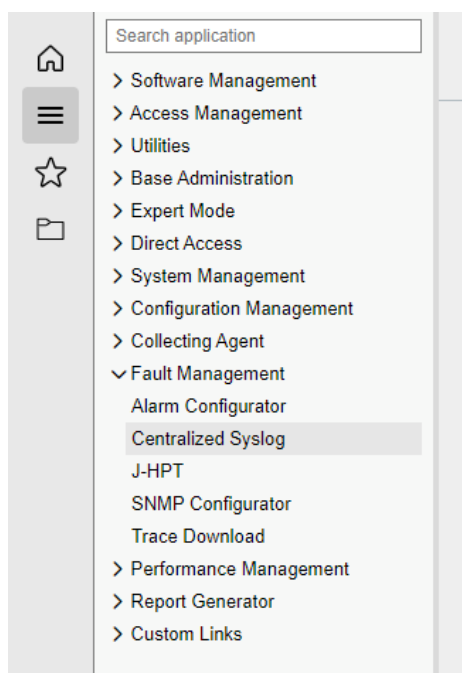 Search application
Software Management
Access Management
Utilities
Base Administration
Expert Mode
Direct Access
System Management
Configuration Management
Collecting Agent
Fault Management
Alarm Configurator
Centralized Syslog
J-HPT
SNMP Configurator
Trace Download
Performance Management
Report Generator
Custom Links